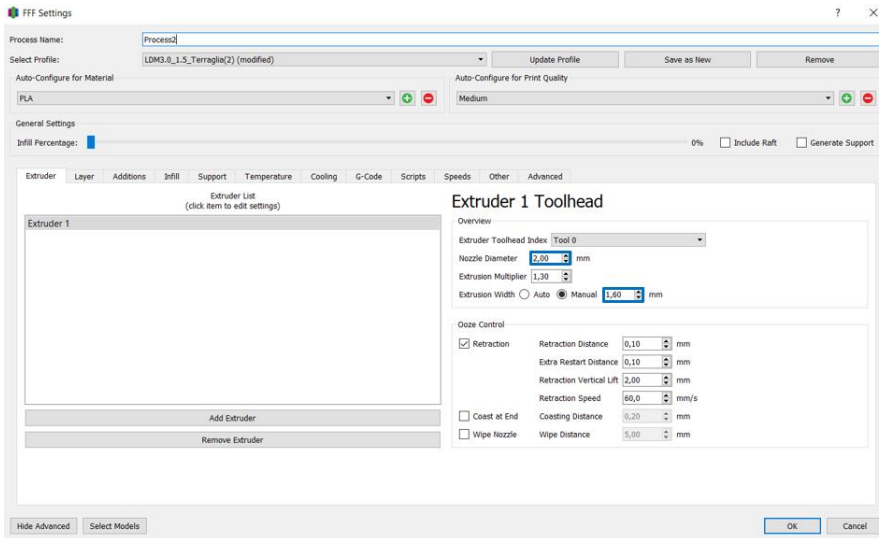 FFF Settings ? ×
Process Name: Process2
Select Profile: LDM3.0_1.5_Terraglia(2) (modified) Update Profile Save as New Remove
Auto-Configure for Material Auto-Configure for Print Quality
PLA Medium
General Settings
Infill Percentage: 0% Include Raft Generate Support
Extruder Layer Additions Infill Support Temperature Cooling G-Code Scripts Speeds Other Advanced
Extruder List
(click item to edit settings)
Extruder 1
Add Extruder
Remove Extruder
Extruder 1 Toolhead
Overview
Extruder Toolhead Index Tool 0
Nozzle Diameter 2,00 mm
Extrusion Multiplier 1,30
Extrusion Width Auto Manual 1,60 mm
Ooze Control
Retraction Retraction Distance 0,10 mm
Extra Restart Distance 0,10 mm
Retraction Vertical Lift 2,00 mm
Retraction Speed 60,0 mm/s
Coast at End Coasting Distance 0,20 mm
Wipe Nozzle Wipe Distance 5,00 mm
Hide Advanced Select Models OK Cancel